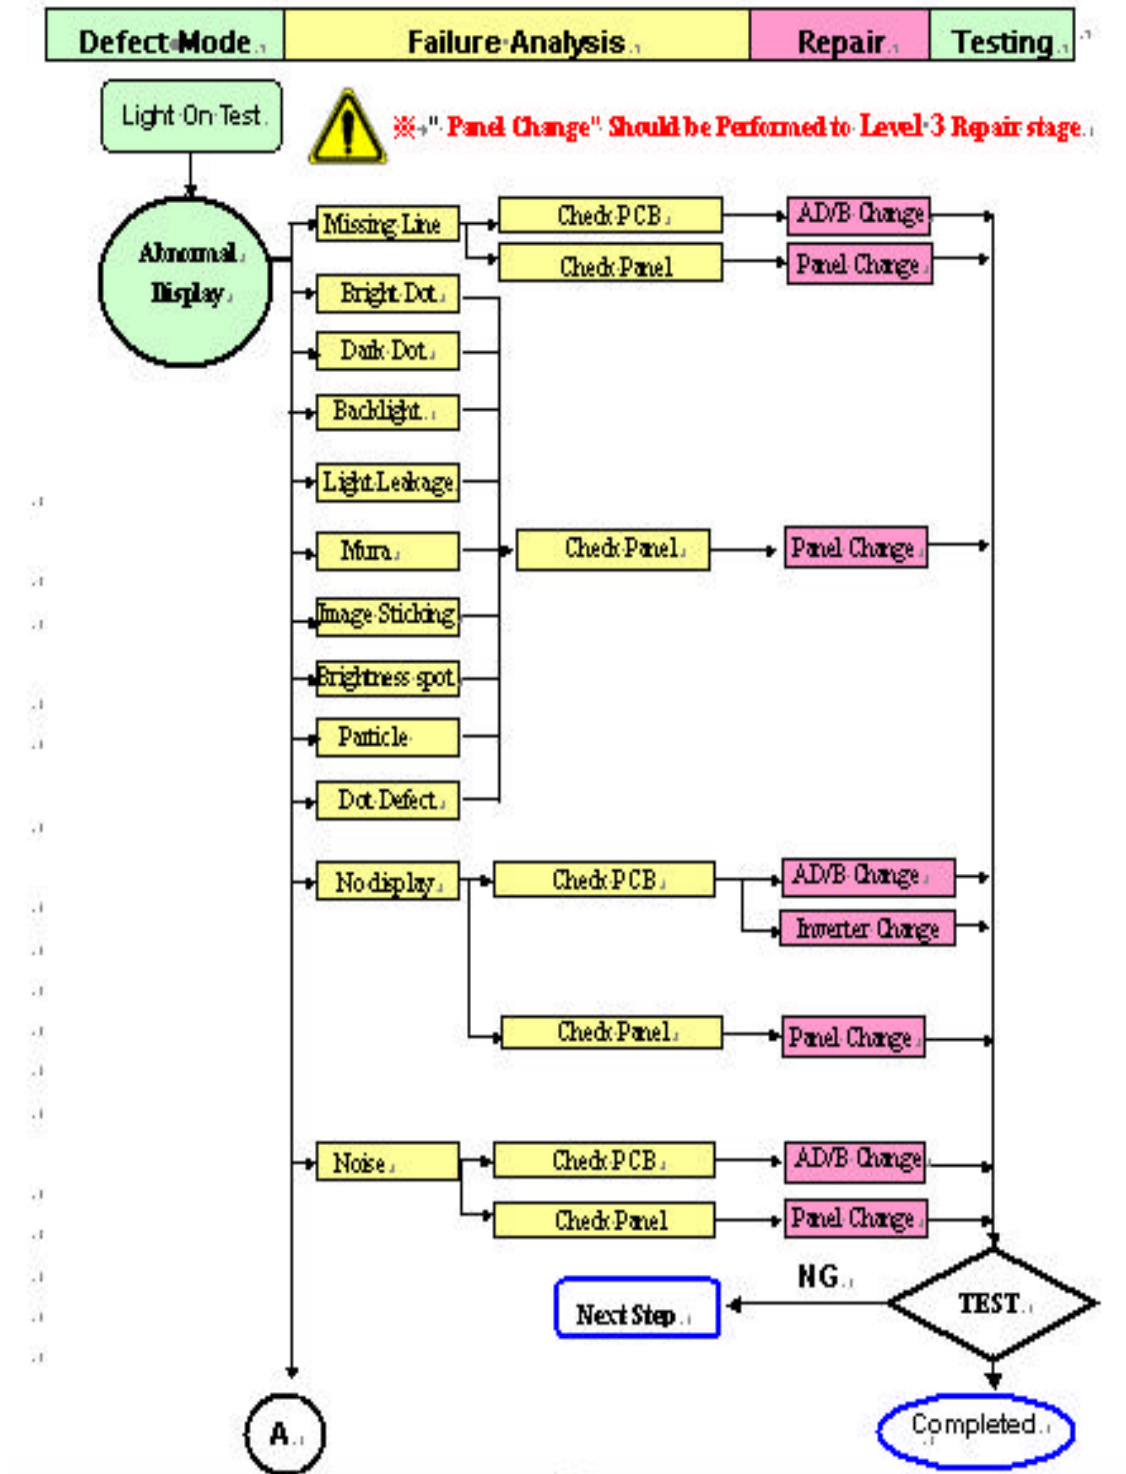 Defect Mode
Failure Analysis
Repair
Testing
Light On Test
※ " Panel Change" Should be Performed to Level 3 Repair stage
Abnormal
Display
Missing Line
Check PCB
AD/B Change
Check Panel
Panel Change
Bright Dot
Dark Dot
Backlight
Light Leakage
Mura
Check Panel
Panel Change
Image Sticking
Brightness spot
Particle
Dot Defect
No display
Check PCB
AD/B Change
Inverter Change
Check Panel
Panel Change
Noise
Check PCB
AD/B Change
Check Panel
Panel Change
NG
Next Step
TEST
A
Completed